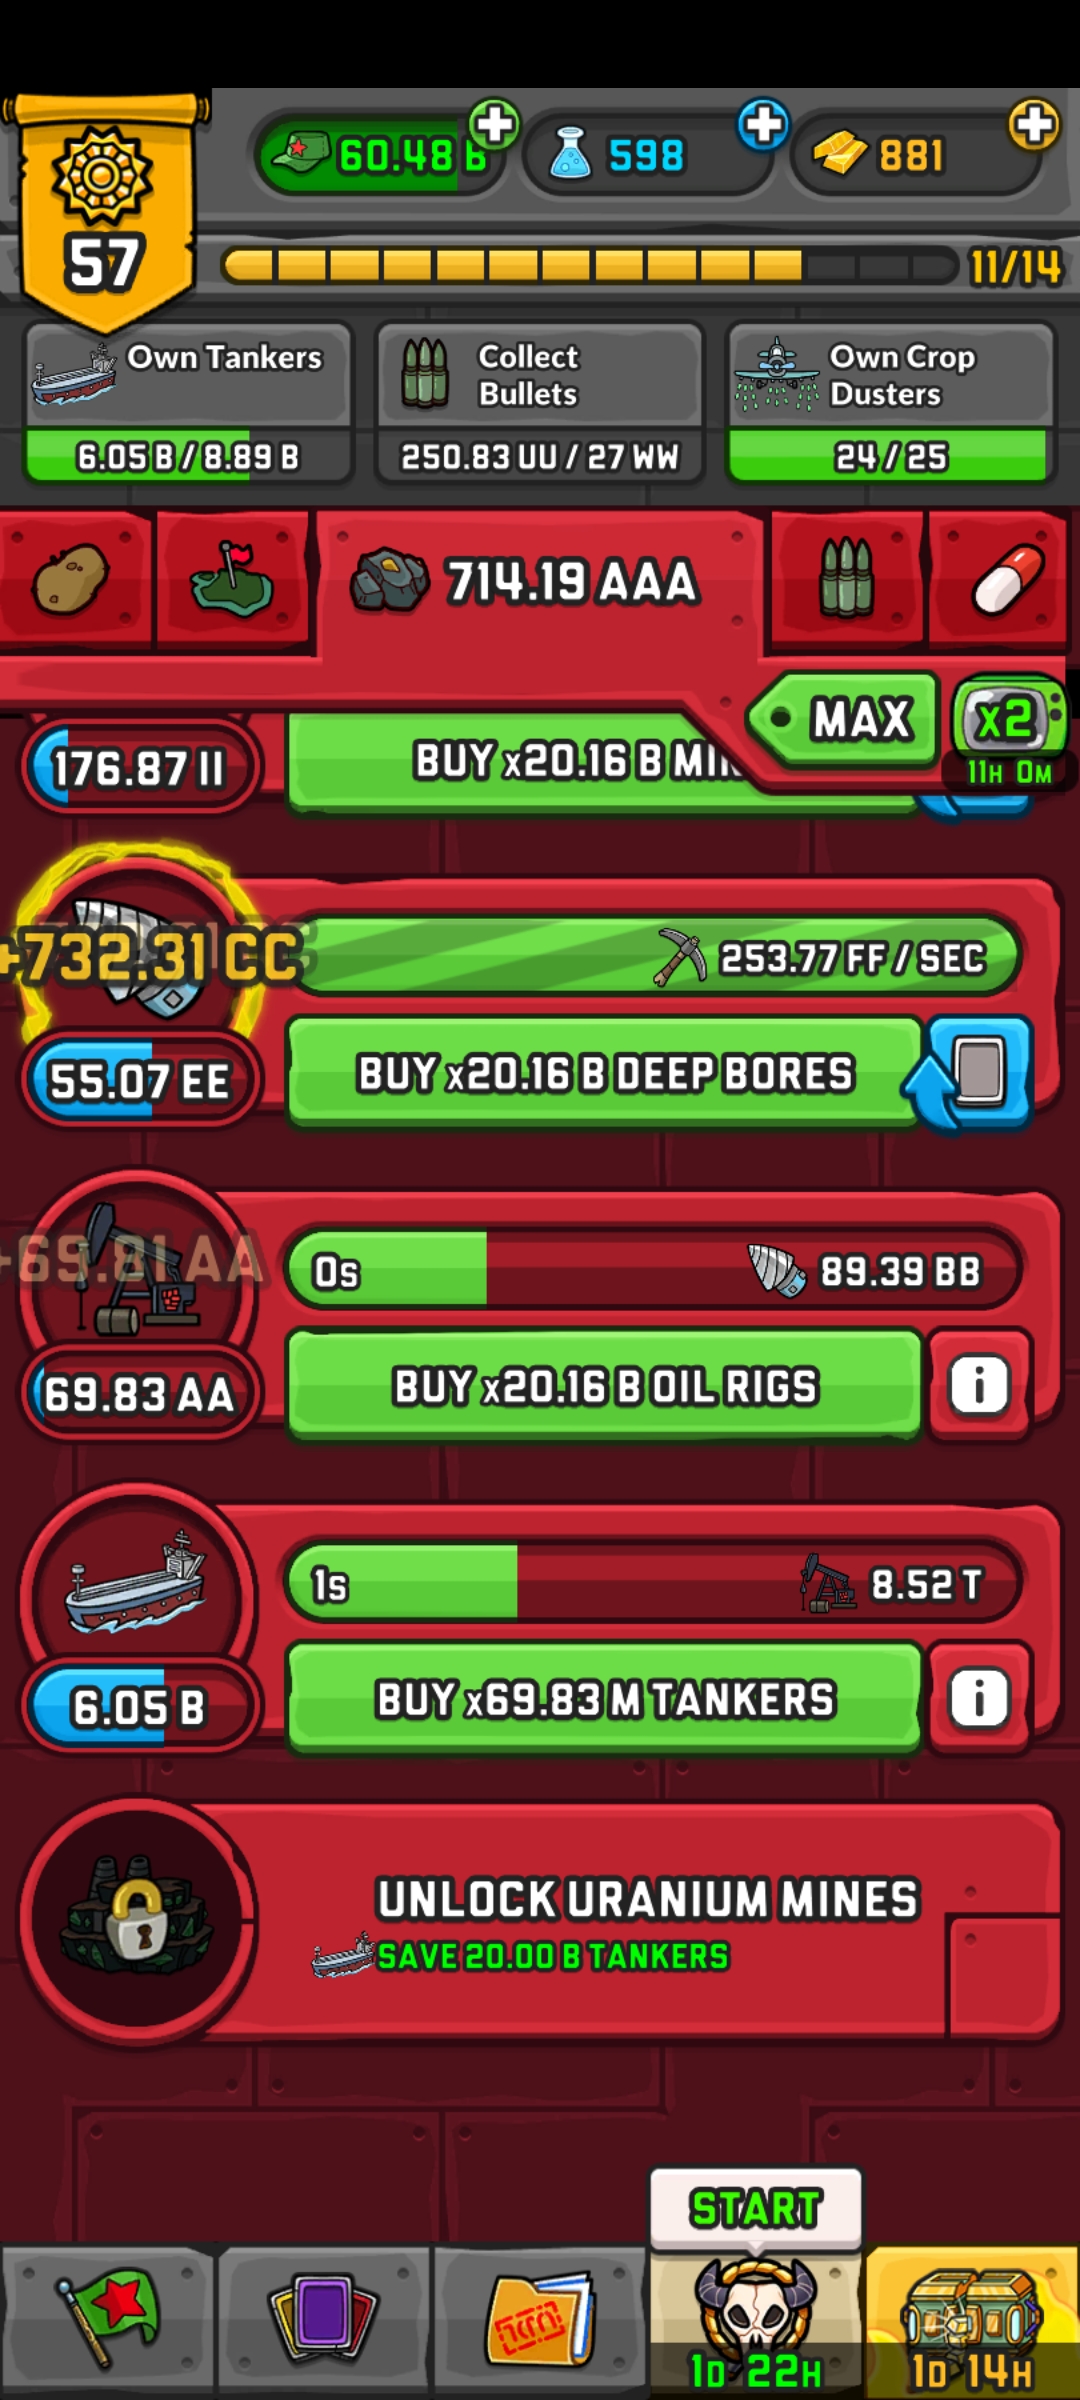 60.48 B
598
881
57
11/14
Own Tankers
6.05 B / 8.89 B
Collect
Bullets
250.83 UU / 27 WW
Own Crop
Dusters
24 / 25
714.19 AAA
MAX
x2
11H 0M
176.87 II
BUY x20.16 B
+732.31 CC
253.77 FF / SEC
55.07 EE
BUY x20.16 B DEEP BORES
+69.81 AA
0s
89.39 BB
69.83 AA
BUY x20.16 B OIL RIGS
i
1s
8.52 T
6.05 B
BUY x69.83 M TANKERS
i
UNLOCK URANIUM MINES
SAVE 20.00 B TANKERS
START
1D 22H
1D 14H